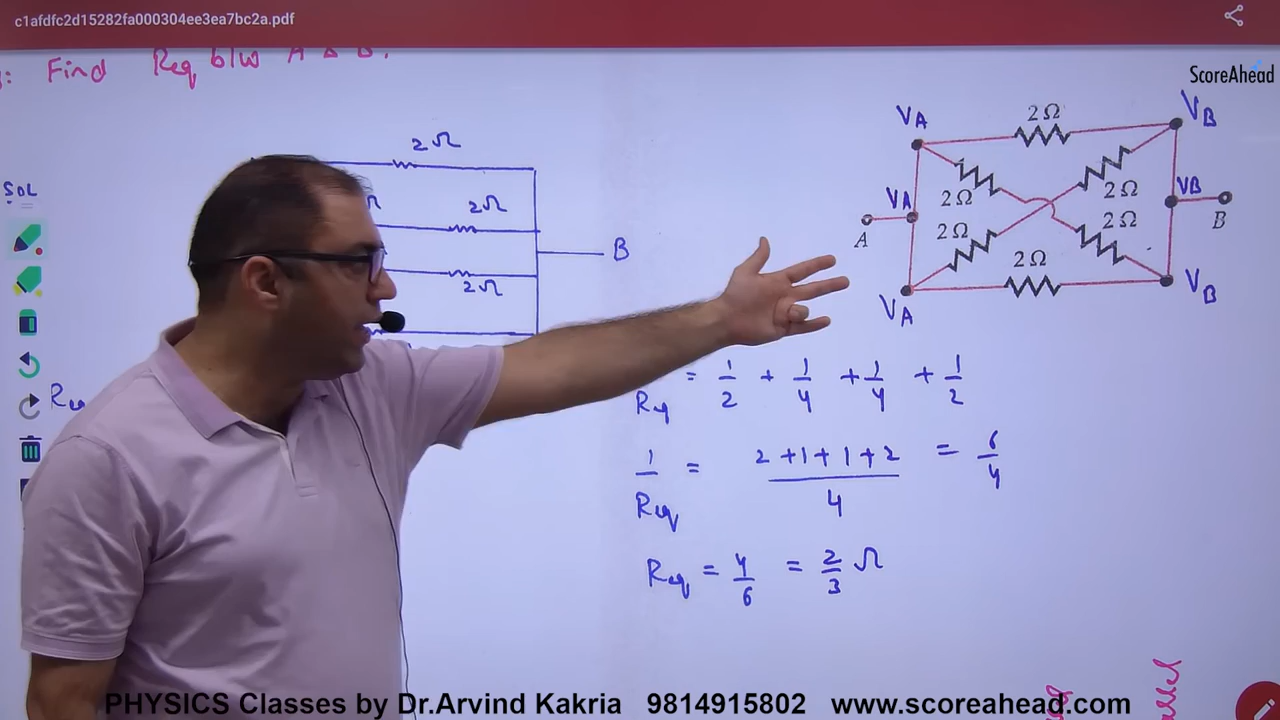 c1afdfc2d15282fa000304ee3ea7bc2a.pdf
: Find Req b/w A & B.
ScoreAhead
SOL
2Ω
2Ω
2Ω
B
Req
VA 2Ω VB
2Ω 2Ω
VA VB
A B
2Ω 2Ω
2Ω
VA VB
Req = 1/2 + 1/4 + 1/4 + 1/2
1/Req = (2+1+1+2)/4 = 6/4
Req = 4/6 = 2/3 Ω
PHYSICS Classes by Dr.Arvind Kakria 9814915802 www.scoreahead.com